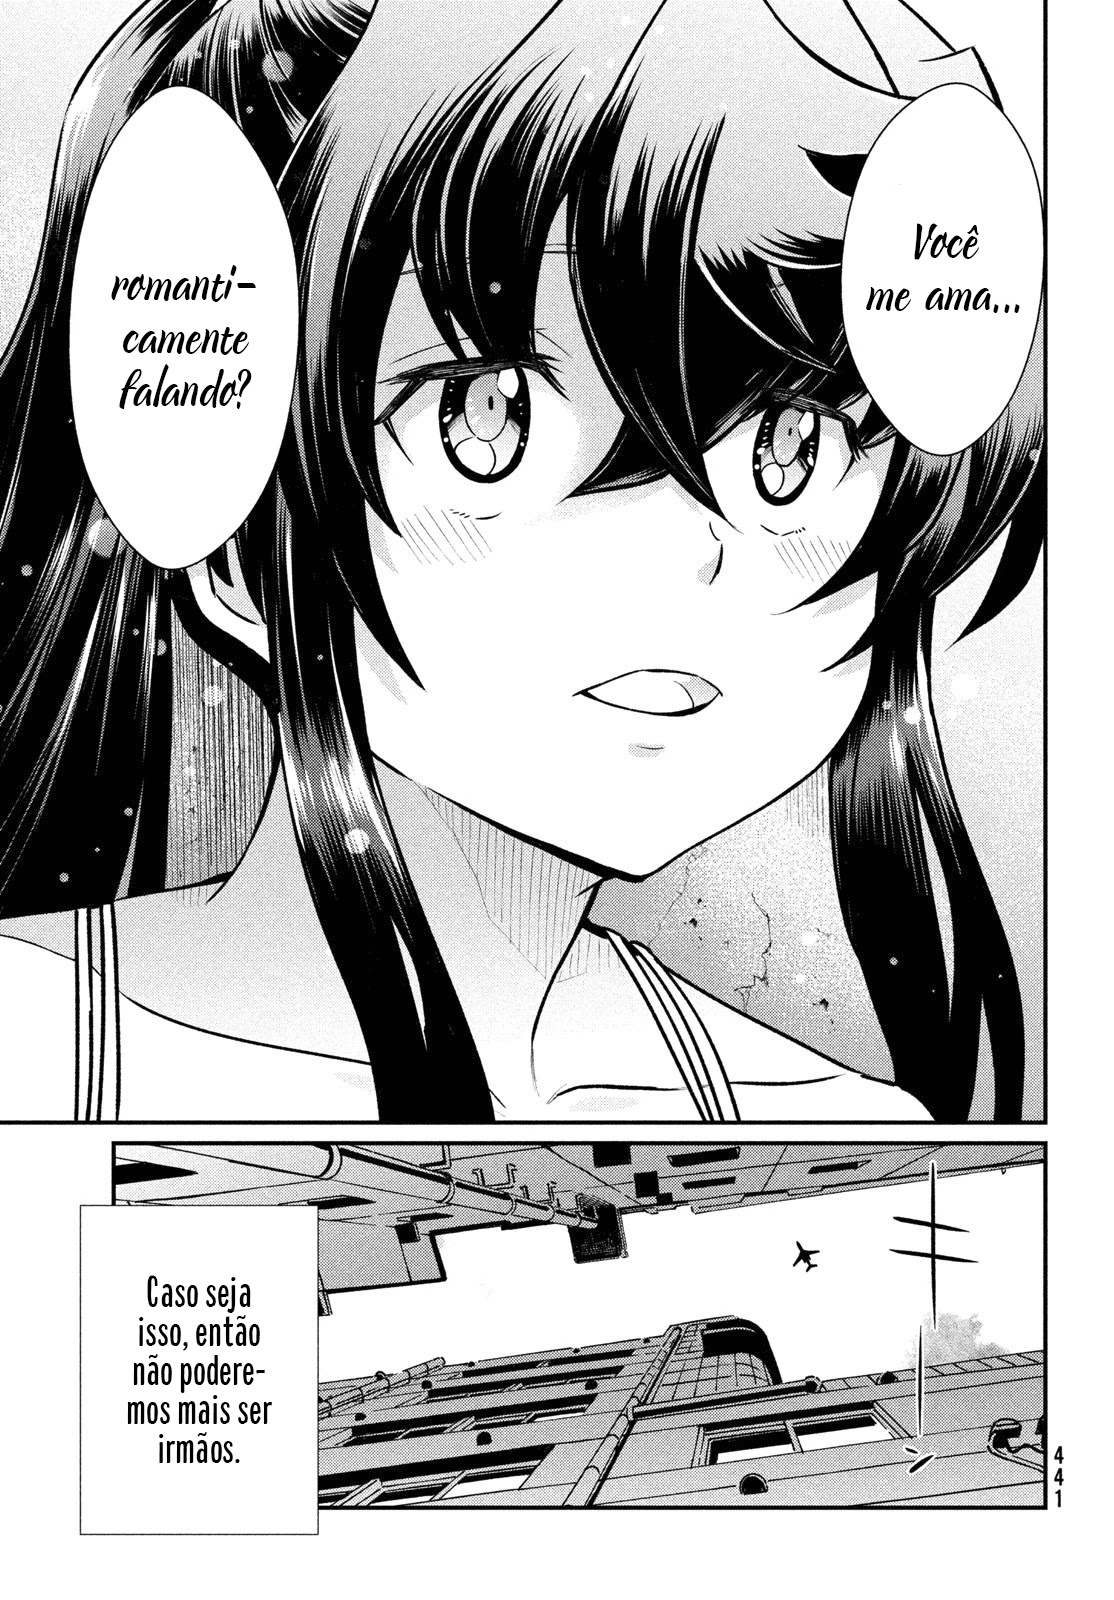 Você
me ama...
romanti-
camente
falando?
Caso seja
isso, então
não podere-
mos mais ser
irmãos.
441